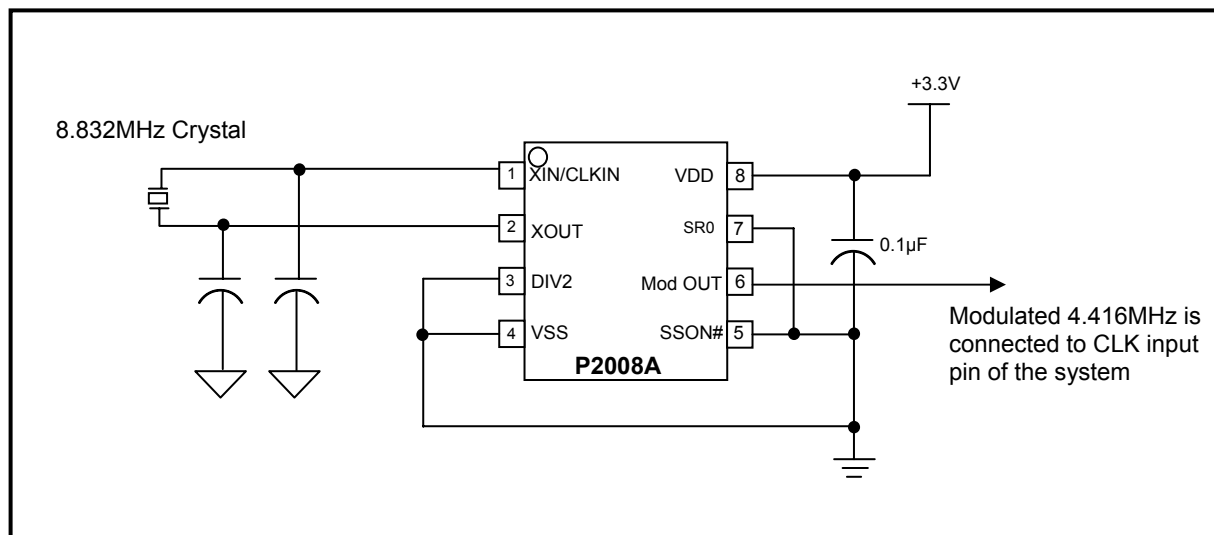 +3.3V
8.832MHz Crystal
1 XIN/CLKIN VDD 8
2 XOUT SR0 7
0.1µF
3 DIV2 Mod OUT 6
4 VSS SSON# 5
P2008A
Modulated 4.416MHz is
connected to CLK input
pin of the system